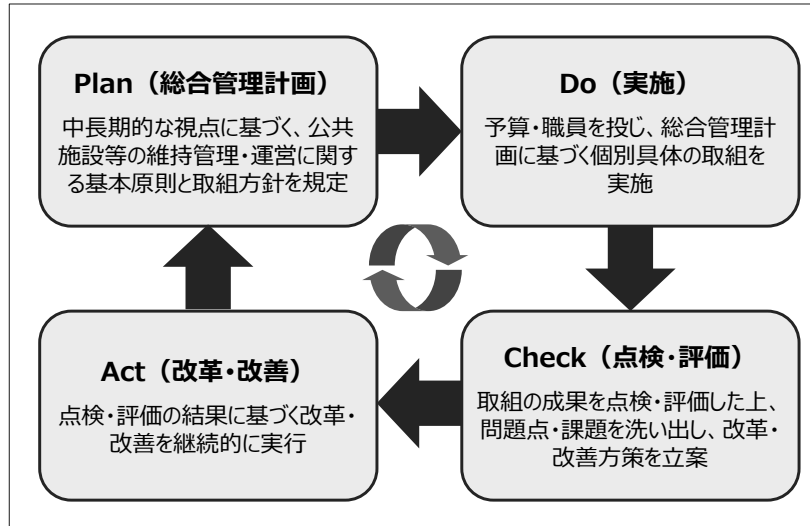 Plan（総合管理計画）
中長期的な視点に基づく、公共
施設等の維持管理・運営に関す
る基本原則と取組方針を規定
Do（実施）
予算・職員を投じ、総合管理計
画に基づく個別具体の取組を
実施
Act（改革・改善）
点検・評価の結果に基づく改革・
改善を継続的に実行
Check（点検・評価）
取組の成果を点検・評価した上、
問題点・課題を洗い出し、改革・
改善方策を立案